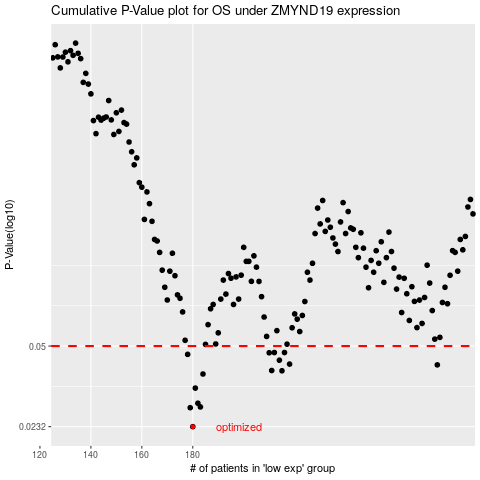 Cumulative P-Value plot for OS under ZMYND19 expression
P-Value(log10)
0.05
0.0232
optimized
120 140 160 180
# of patients in 'low exp' group